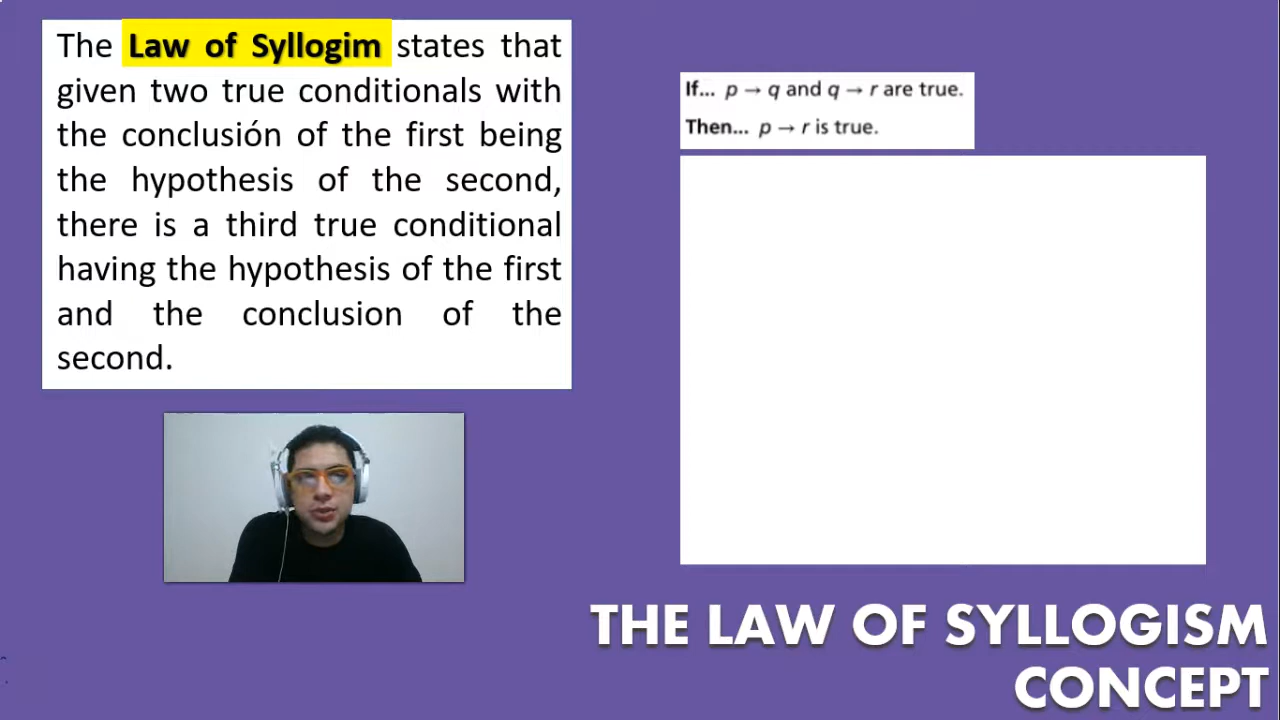 The Law of Syllogim states that
given two true conditionals with
the conclusión of the first being
the hypothesis of the second,
there is a third true conditional
having the hypothesis of the first
and the conclusion of the
second.
If... p → q and q → r are true.
Then... p → r is true.
THE LAW OF SYLLOGISM
CONCEPT